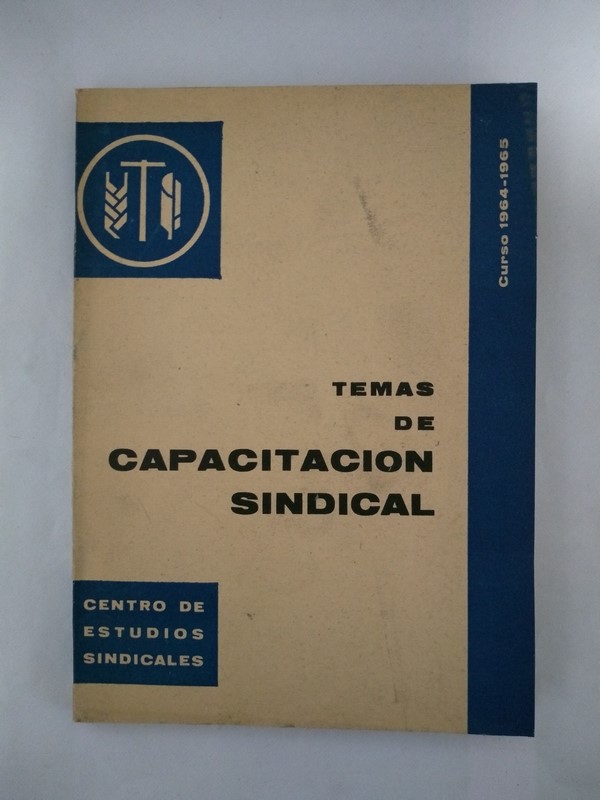 Curso 1964-1965
TEMAS
DE
CAPACITACION
SINDICAL
CENTRO DE
ESTUDIOS
SINDICALES